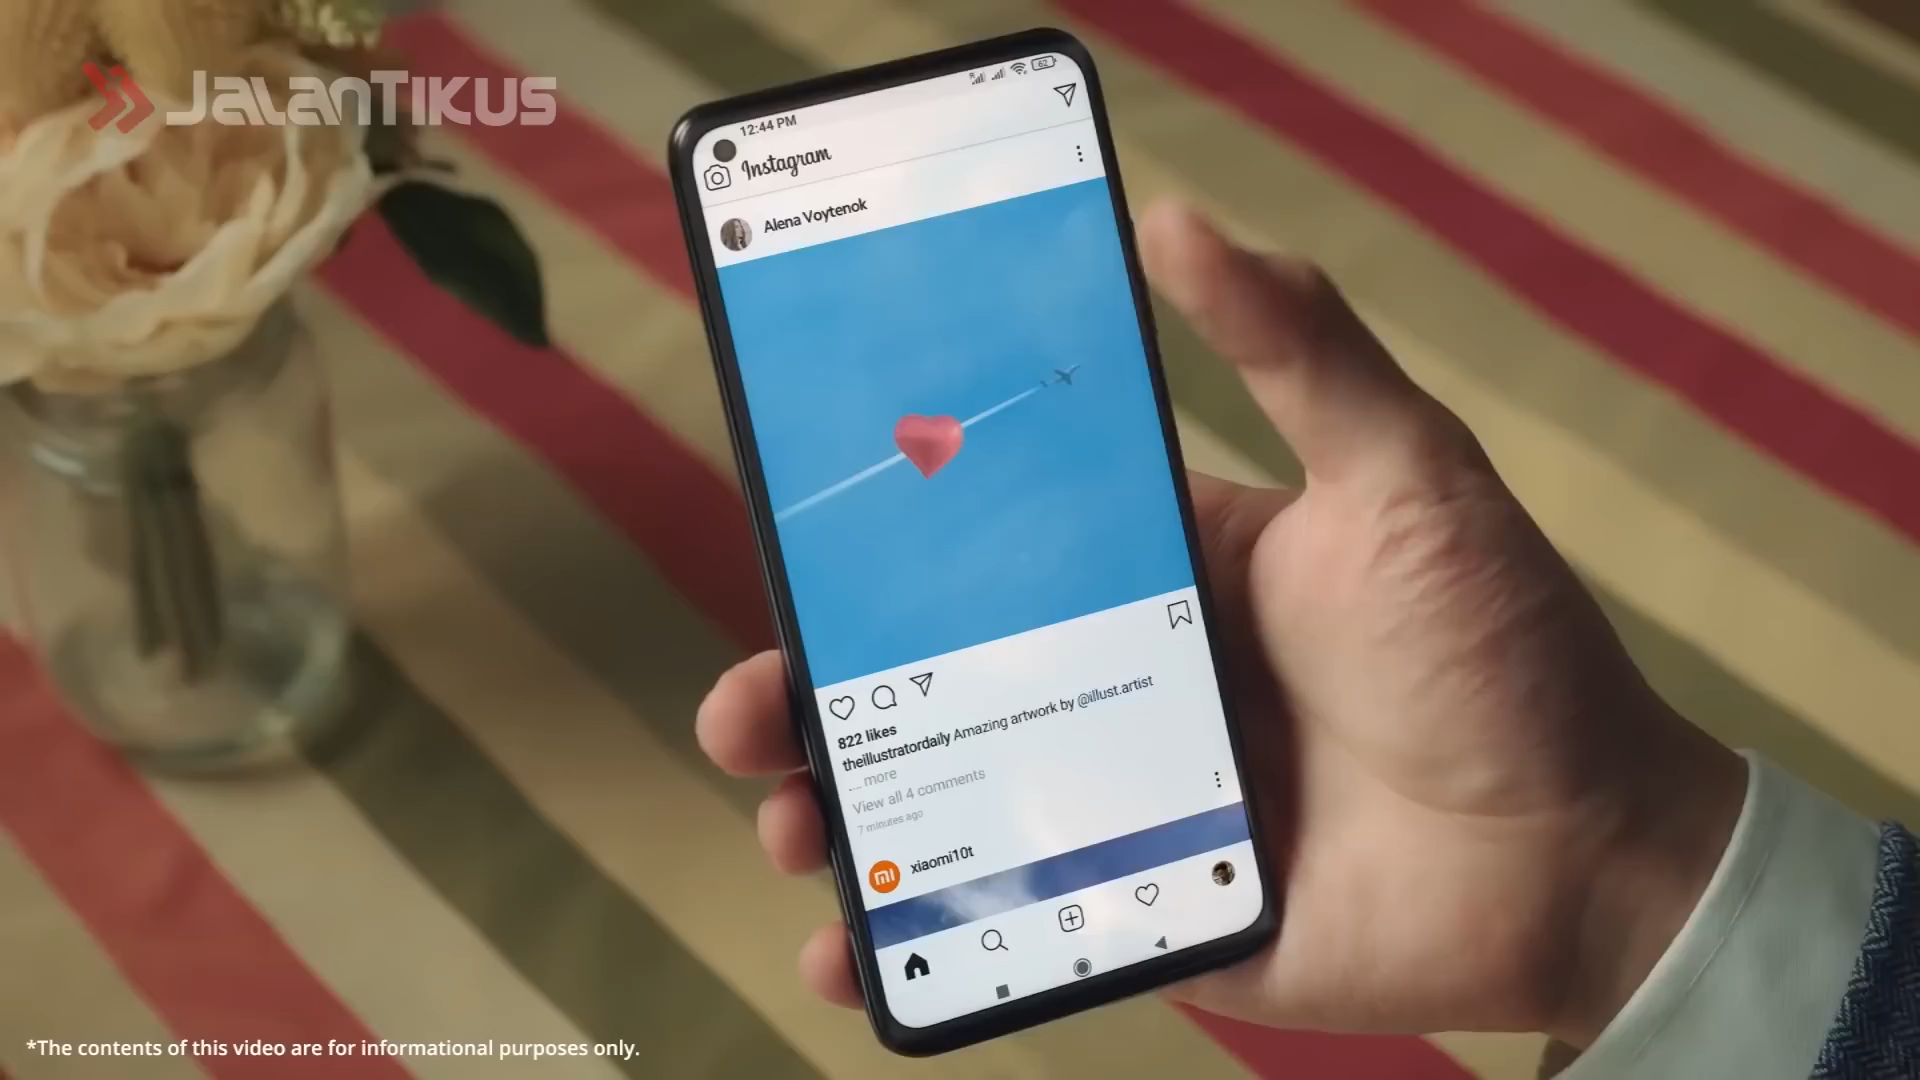 JALANTIKUS
62
12:44 PM
Instagram
Alena Voytenok
822 likes
theillustratordaily Amazing artwork by @illust.artist
... more
View all 4 comments
7 minutes ago
xiaomi10t
*The contents of this video are for informational purposes only.